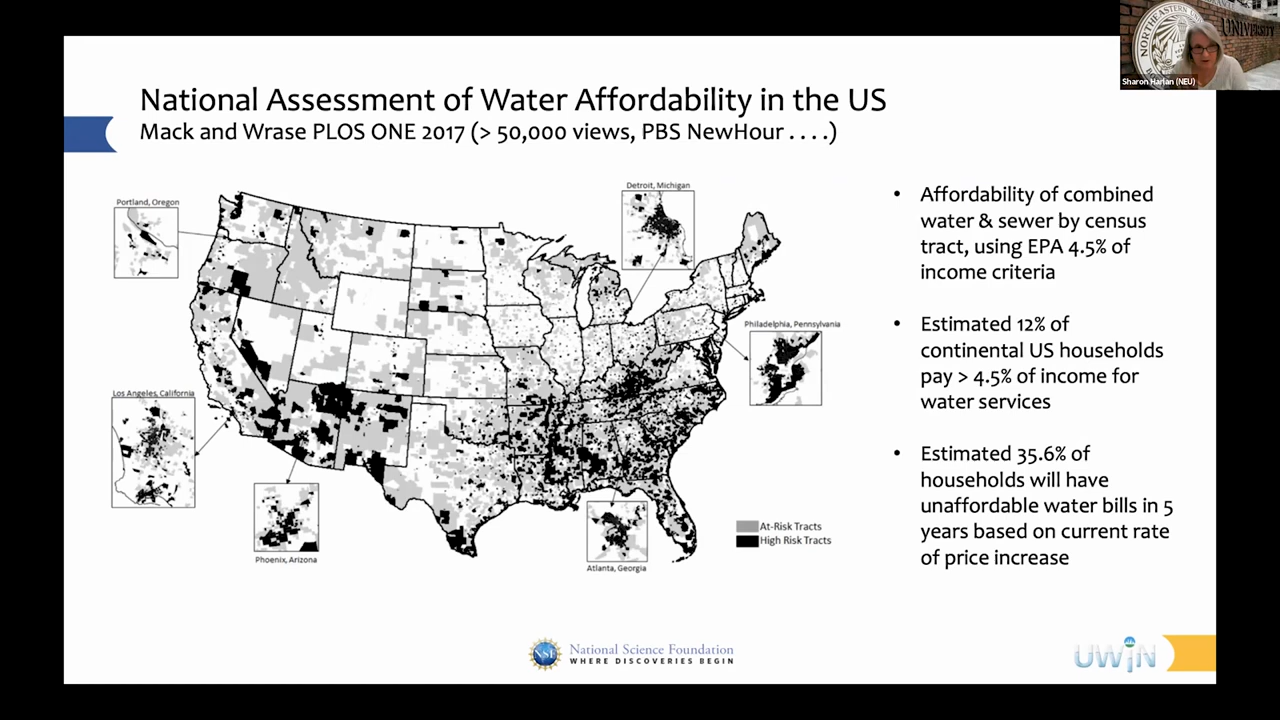 NORTHEASTERN UNIVERSITY
Sharon Harlan (NEU)
National Assessment of Water Affordability in the US
Mack and Wrase PLOS ONE 2017 (> 50,000 views, PBS NewHour . . . .)
Portland, Oregon
Detroit, Michigan
Philadelphia, Pennsylvania
Los Angeles, California
Phoenix, Arizona
Atlanta, Georgia
At-Risk Tracts
High Risk Tracts
• Affordability of combined
water & sewer by census
tract, using EPA 4.5% of
income criteria
• Estimated 12% of
continental US households
pay > 4.5% of income for
water services
• Estimated 35.6% of
households will have
unaffordable water bills in 5
years based on current rate
of price increase
NSF
National Science Foundation
WHERE DISCOVERIES BEGIN
UWIN